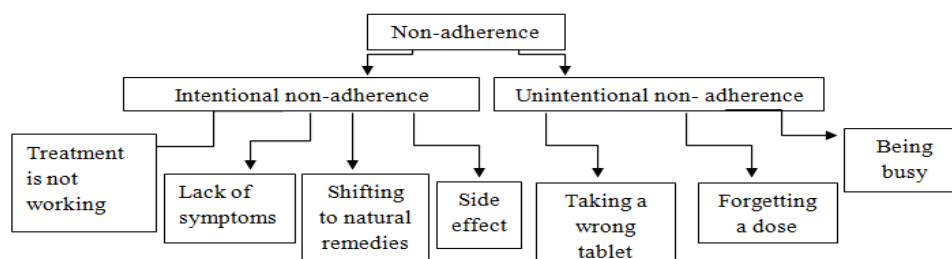 Non-adherence
Intentional non-adherence
Unintentional non- adherence
Treatment
is not
working
Lack of
symptoms
Shifting
to natural
remedies
Side
effect
Taking a
wrong
tablet
Forgetting
a dose
Being
busy